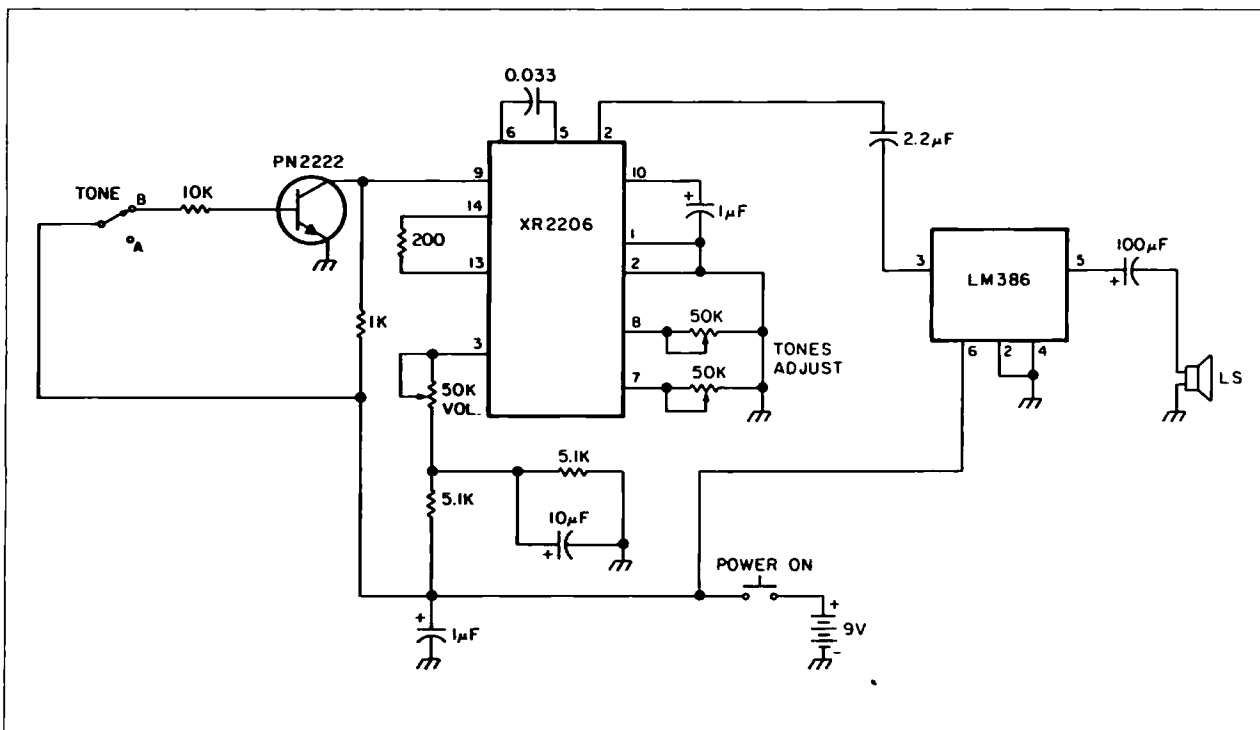 0.033
6
5
2
2.2µF
PN2222
TONE
B
A
10K
9
14
200
13
1K
3
50K
VOL.
XR2206
10
+
1µF
1
2
8
50K
7
50K
TONES
ADJUST
3
LM386
5
100µF
+
6
2
4
LS
5.1K
5.1K
10µF
+
POWER ON
+
1µF
+
9V
-